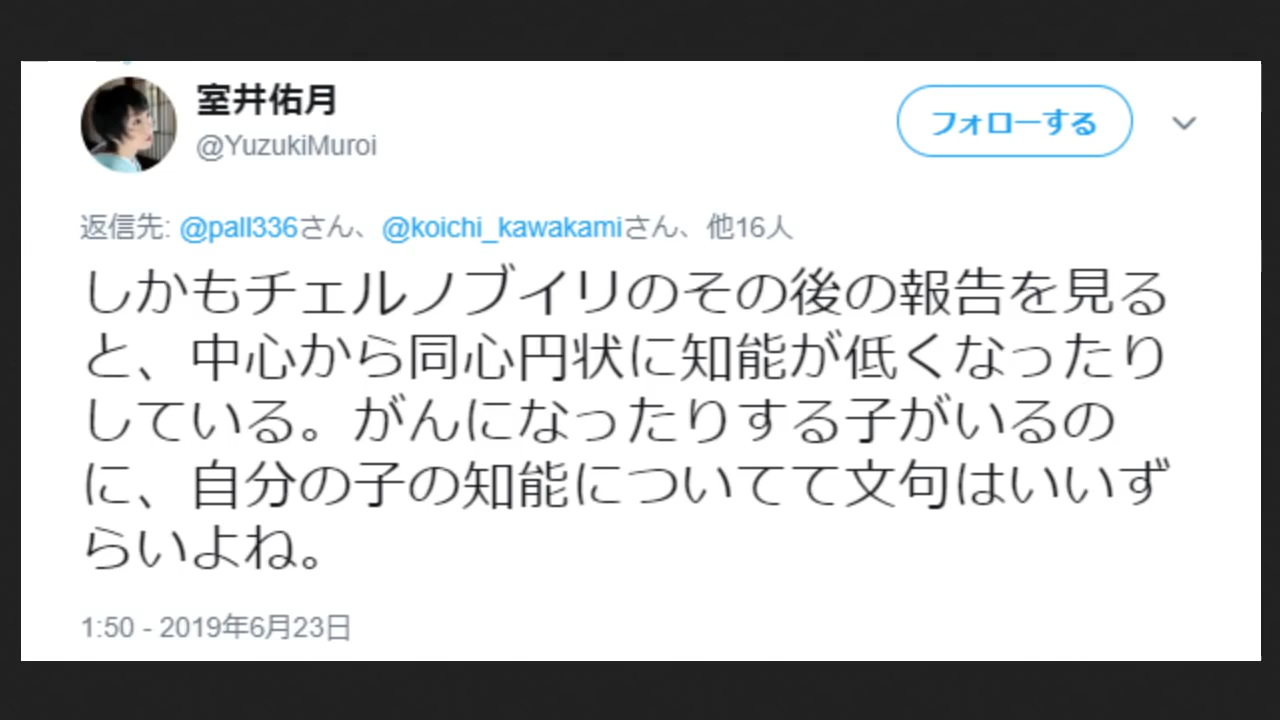 室井佑月
@YuzukiMuroi
フォローする
返信先: @pall336さん、@koichi_kawakamiさん、他16人
しかもチェルノブイリのその後の報告を見る
と、中心から同心円状に知能が低くなったり
している。がんになったりする子がいるの
に、自分の子の知能についてて文句はいいず
らいよね。
1:50 - 2019年6月23日